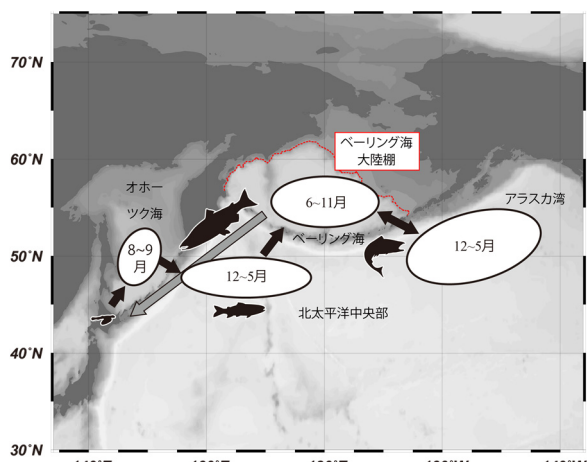 70°N
ベーリング海
大陸棚
60°N
オホー
ツク海
アラスカ湾
6~11月
ベーリング海
8~9
月
12~5月
12~5月
50°N
北太平洋中央部
40°N
30°N